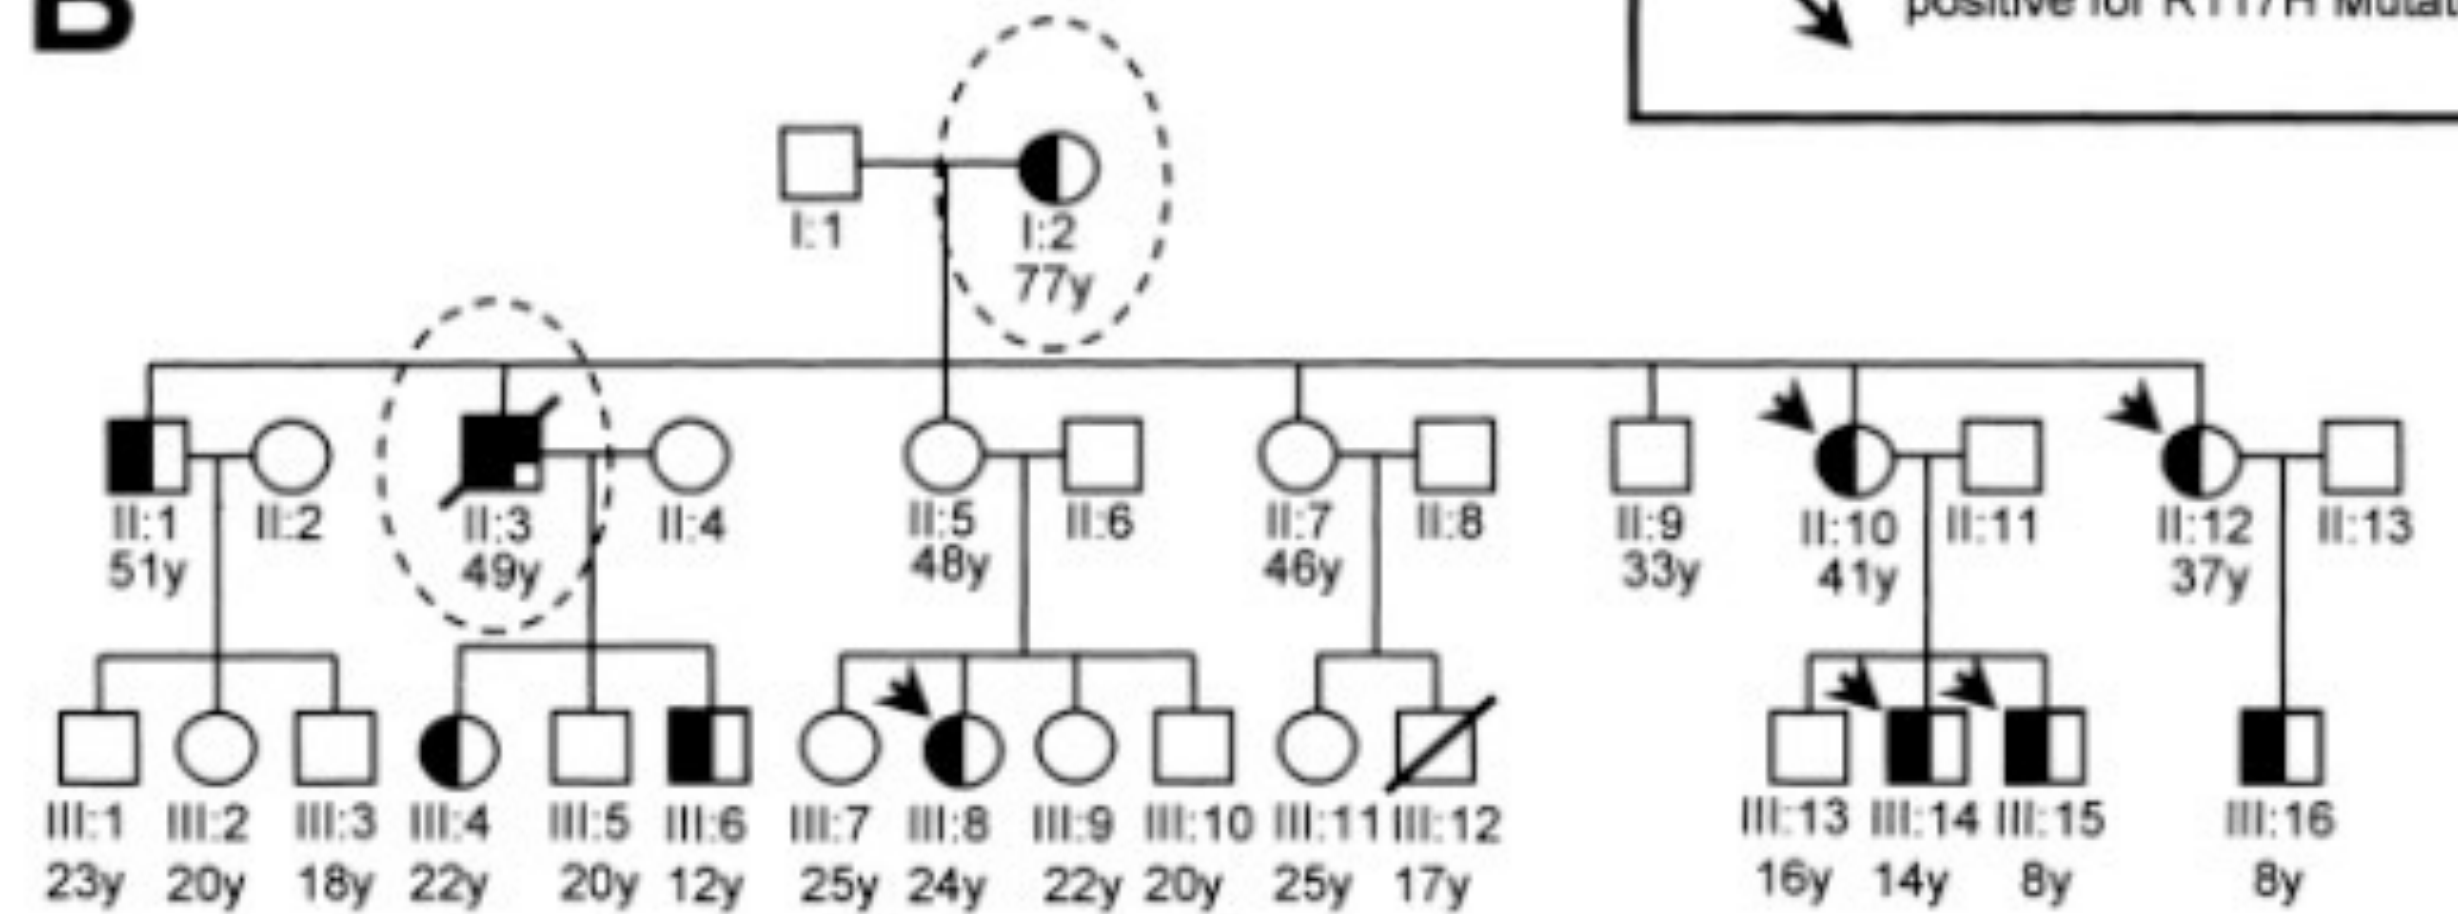 B
positive for R117H Mutat
I:1
I:2
77y
II:1 II:2 II:3 II:4 II:5 II:6 II:7 II:8 II:9 II:10 II:11 II:12 II:13
51y 49y 48y 46y 33y 41y 37y
III:1 III:2 III:3 III:4 III:5 III:6 III:7 III:8 III:9 III:10 III:11 III:12 III:13 III:14 III:15 III:16
23y 20y 18y 22y 20y 12y 25y 24y 22y 20y 25y 17y 16y 14y 8y 8y